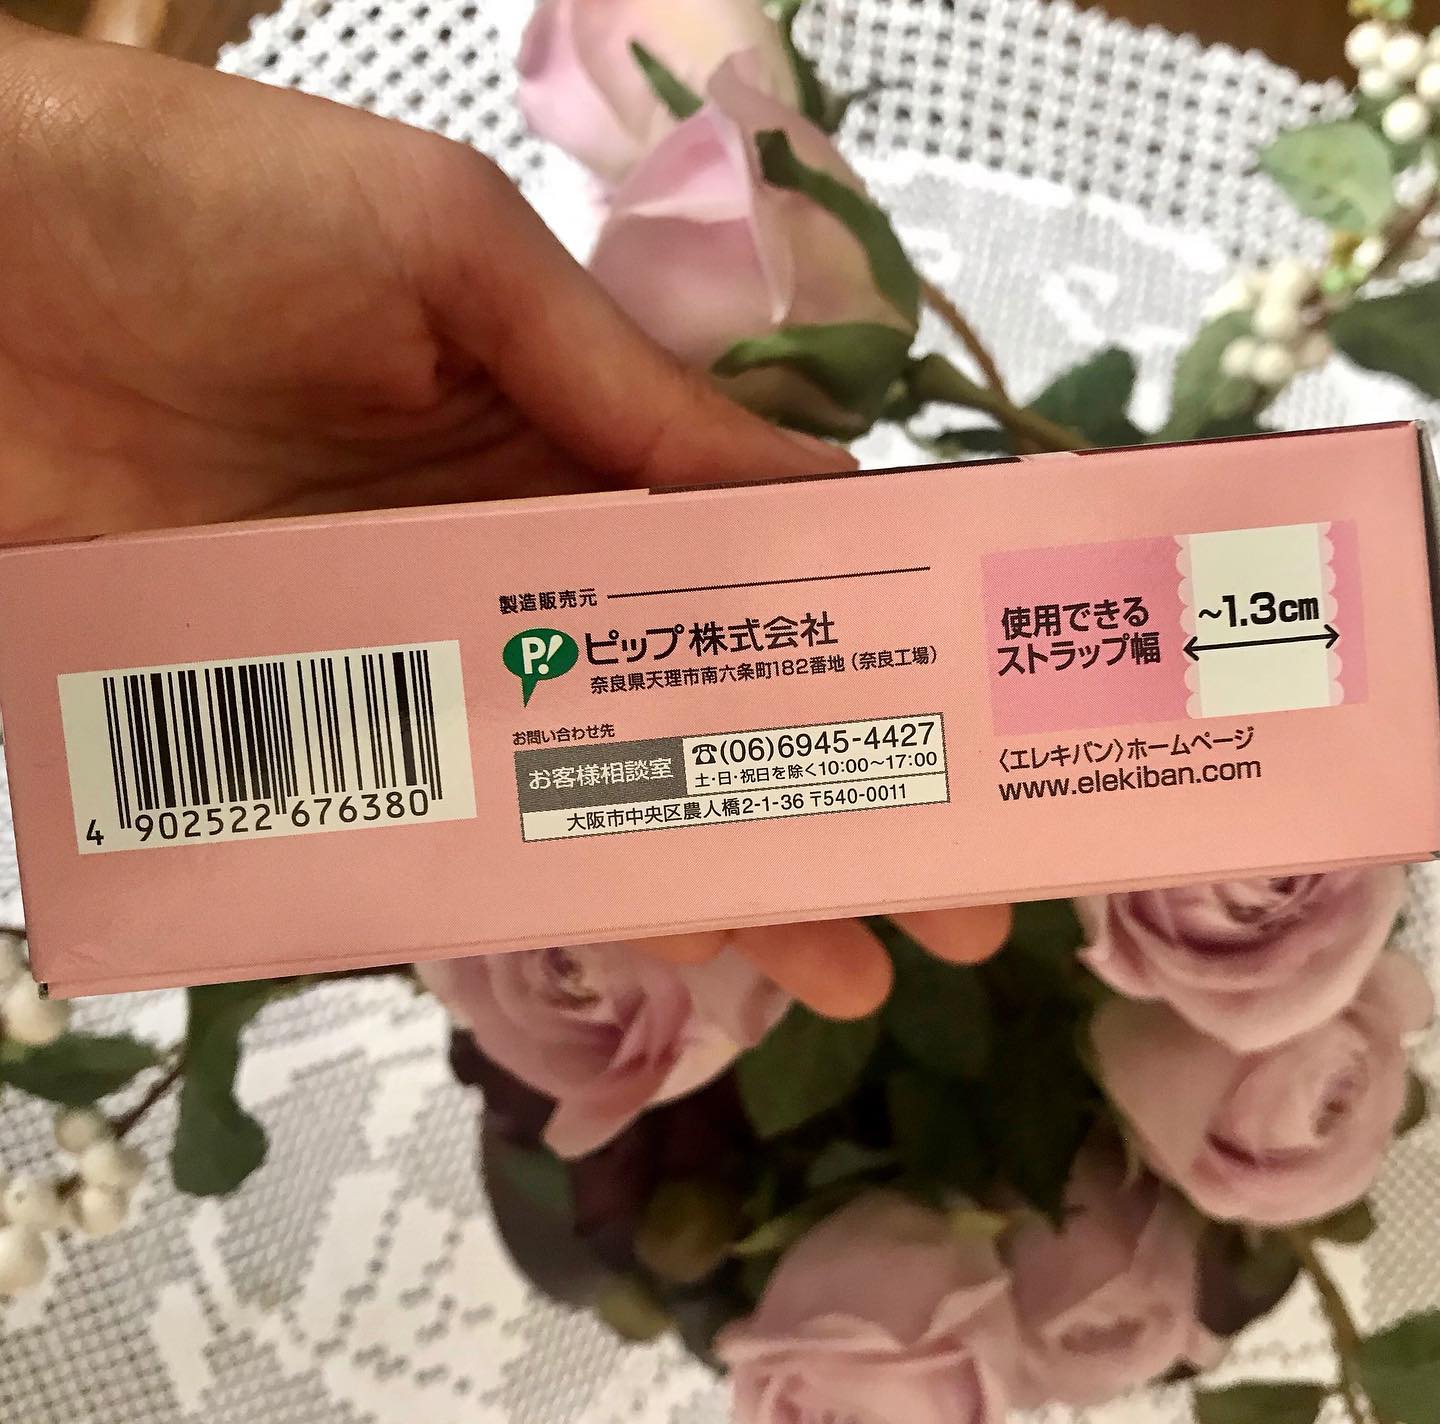 4 902522 676380
製造販売元
P! ピップ株式会社
奈良県天理市南六条町182番地（奈良工場）
お問い合わせ先
お客様相談室
☎(06)6945-4427
土・日・祝日を除く10:00～17:00
大阪市中央区農人橋2-1-36 〒540-0011
使用できる
ストラップ幅
～1.3cm
〈エレキバン〉ホームページ
www.elekiban.com